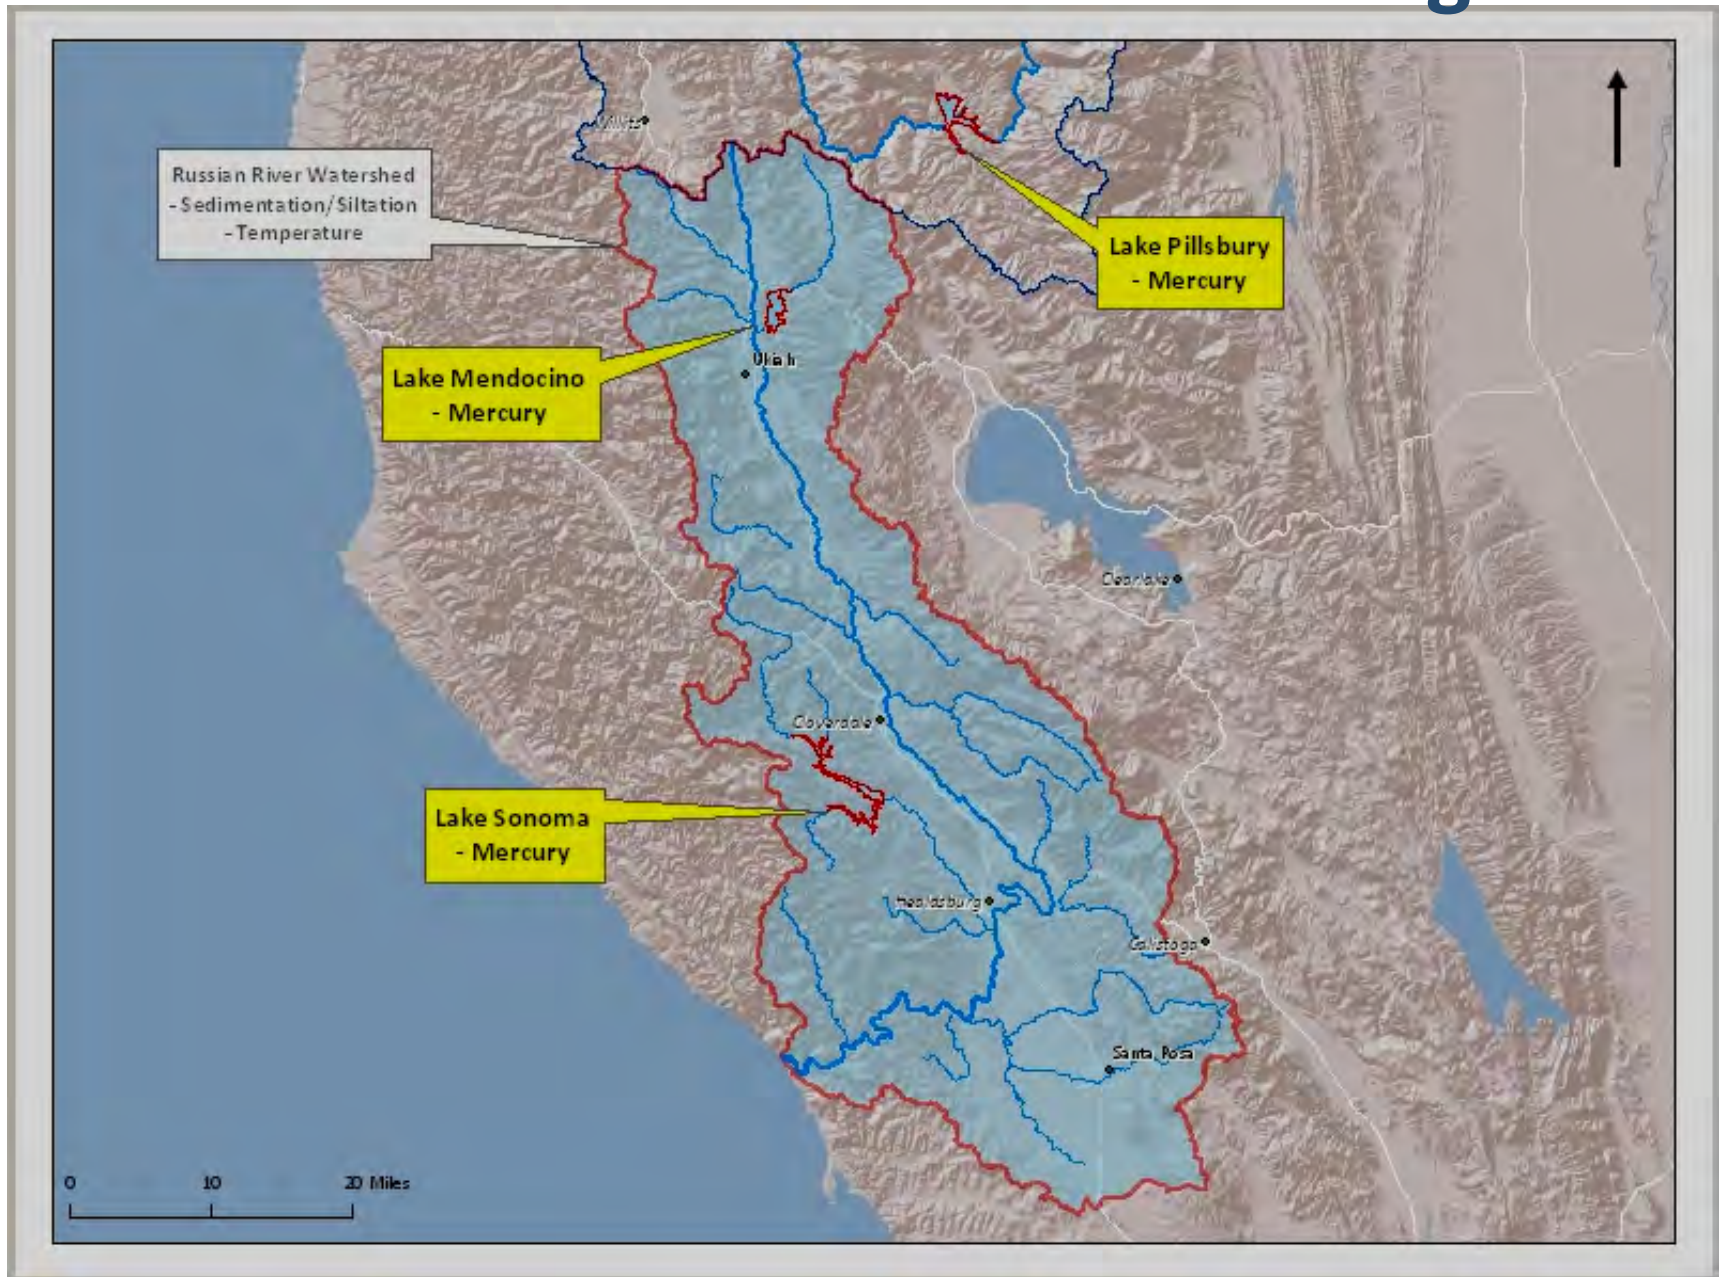 g
Willits
Russian River Watershed
- Sedimentation/Siltation
- Temperature
Lake Pillsbury
- Mercury
Lake Mendocino
- Mercury
Ukiah
Clearlake
Cloverdale
Lake Sonoma
- Mercury
Healdsburg
Calistoga
Santa Rosa
0 10 20 Miles